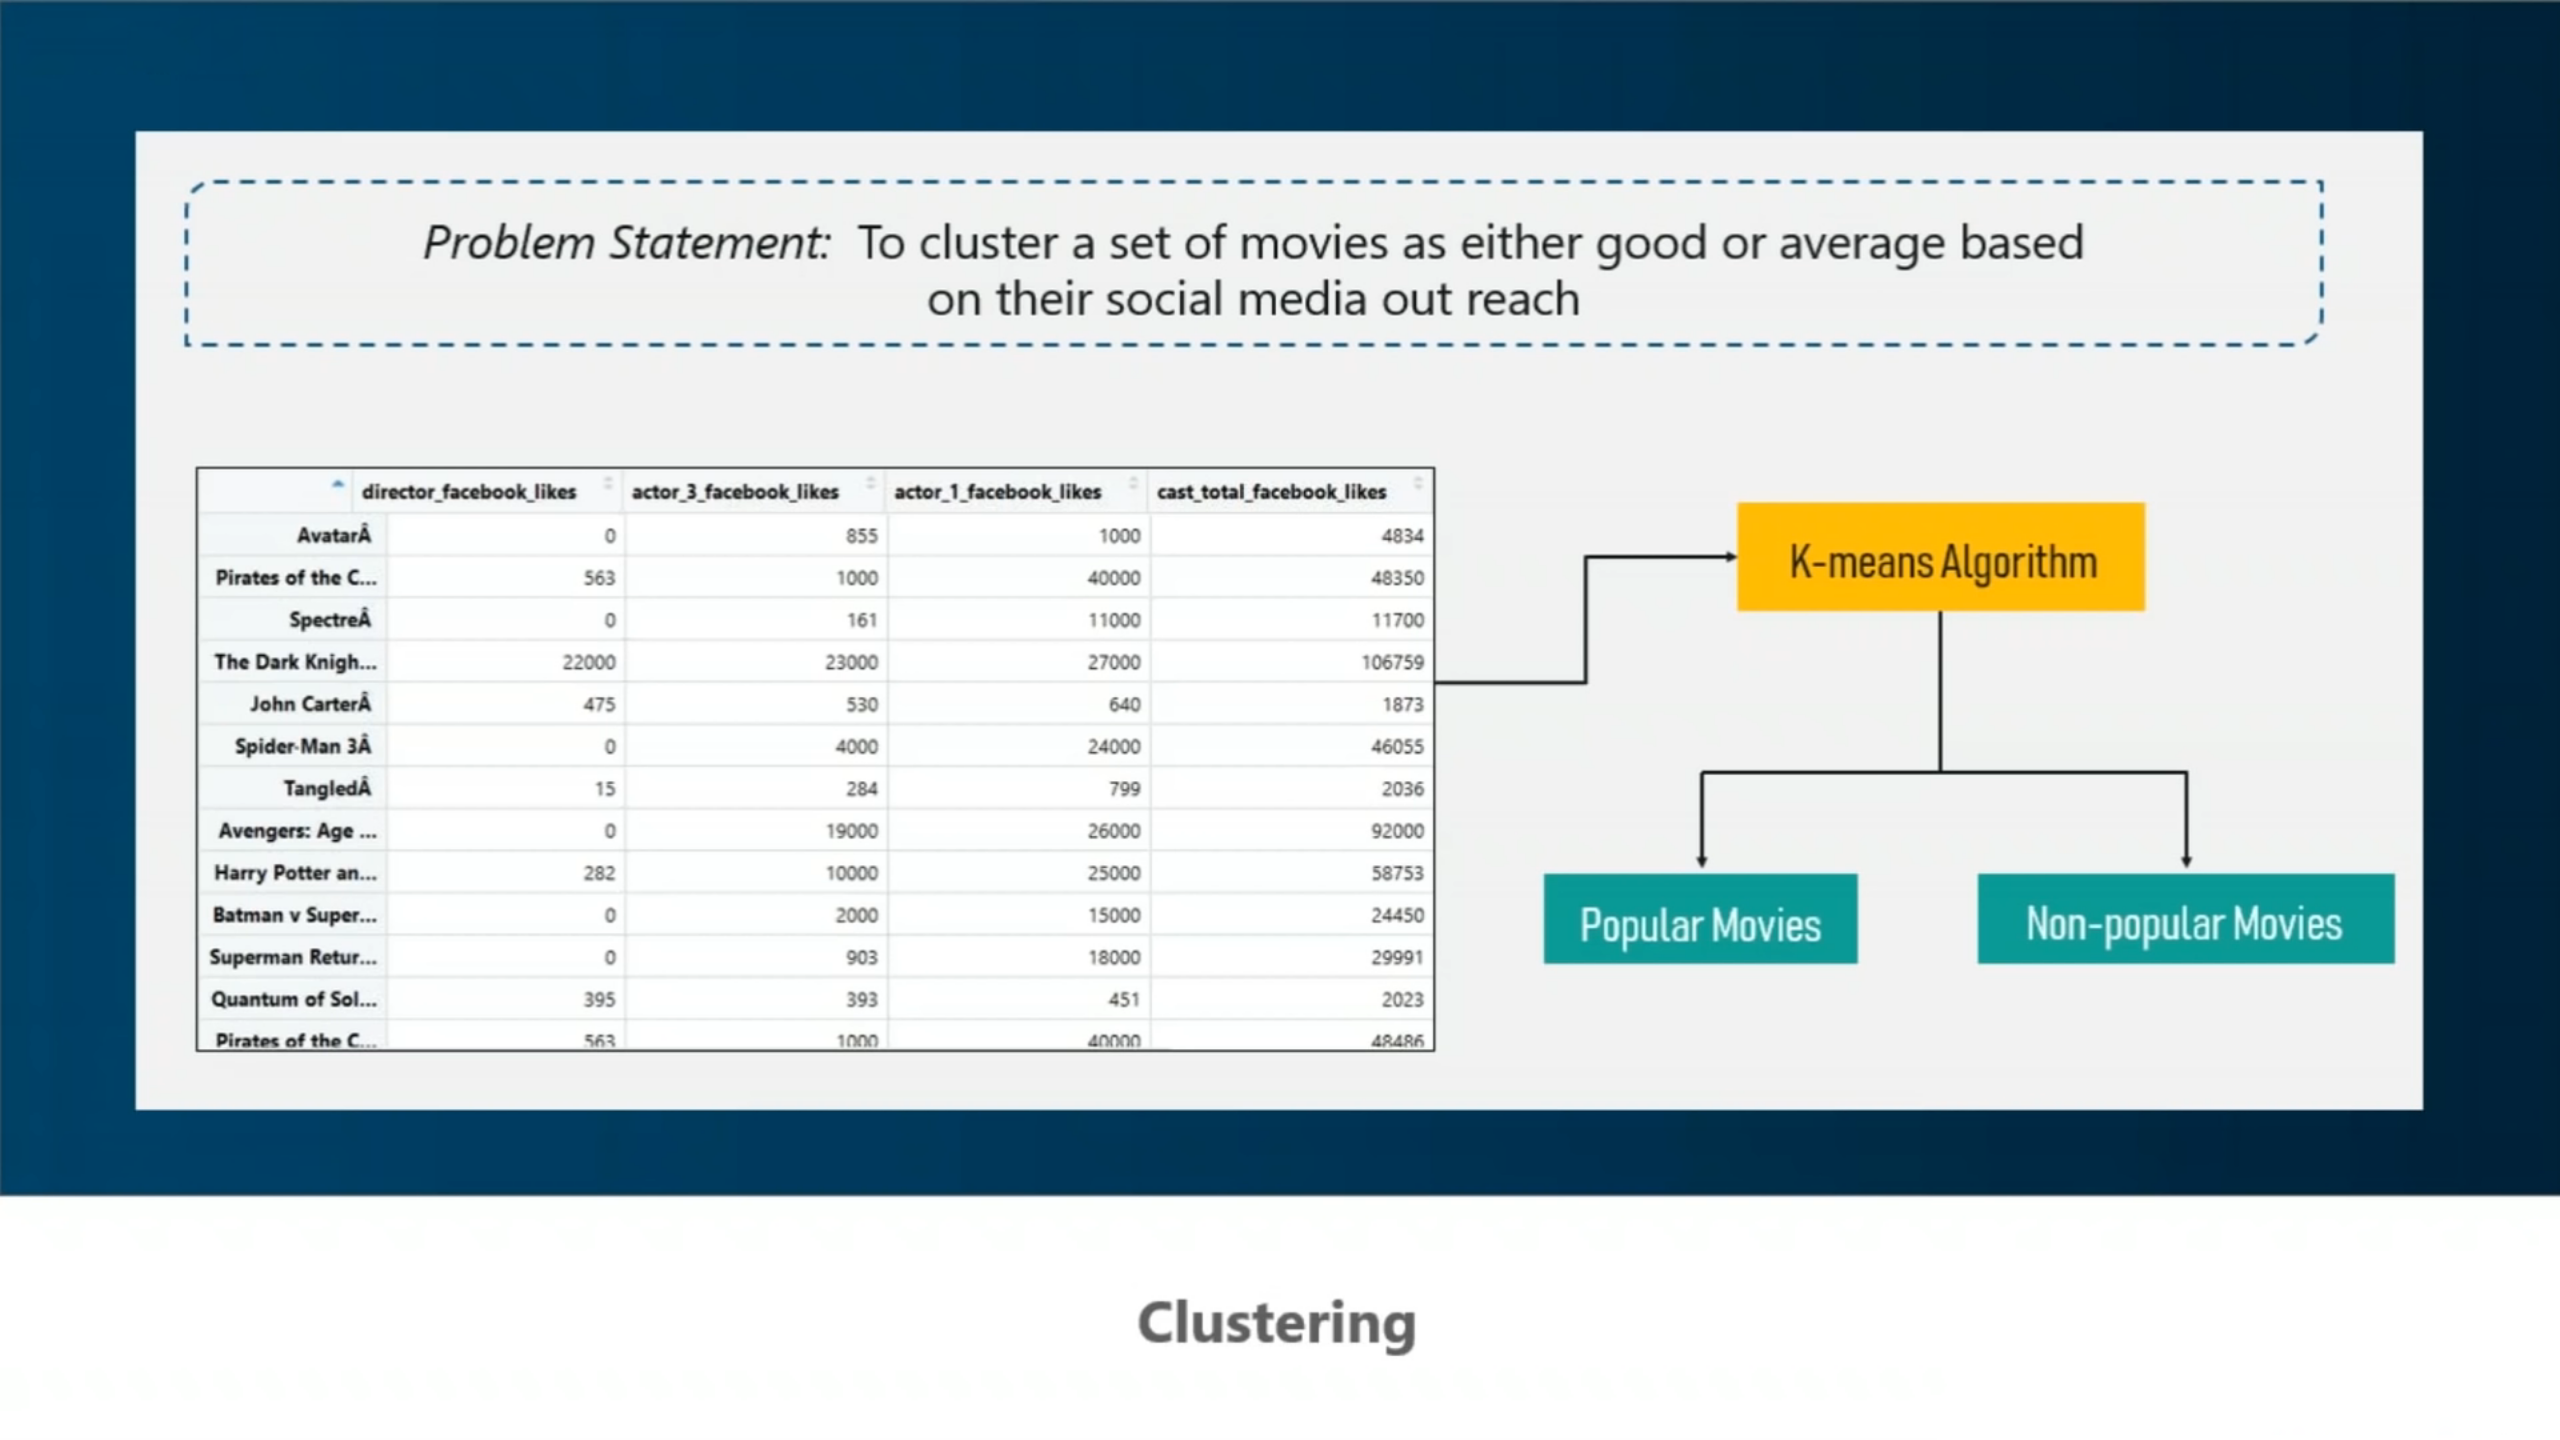 Problem Statement: To cluster a set of movies as either good or average based
on their social media out reach
director_facebook_likes actor_3_facebook_likes actor_1_facebook_likes cast_total_facebook_likes
AvatarÂ 0 855 1000 4834
Pirates of the C... 563 1000 40000 48350
SpectreÂ 0 161 11000 11700
The Dark Knigh... 22000 23000 27000 106759
John CarterÂ 475 530 640 1873
Spider-Man 3Â 0 4000 24000 46055
TangledÂ 15 284 799 2036
Avengers: Age ... 0 19000 26000 92000
Harry Potter an... 282 10000 25000 58753
Batman v Super... 0 2000 15000 24450
Superman Retur... 0 903 18000 29991
Quantum of Sol... 395 393 451 2023
Pirates of the C... 563 1000 40000 48486
K-means Algorithm
Popular Movies
Non-popular Movies
Clustering